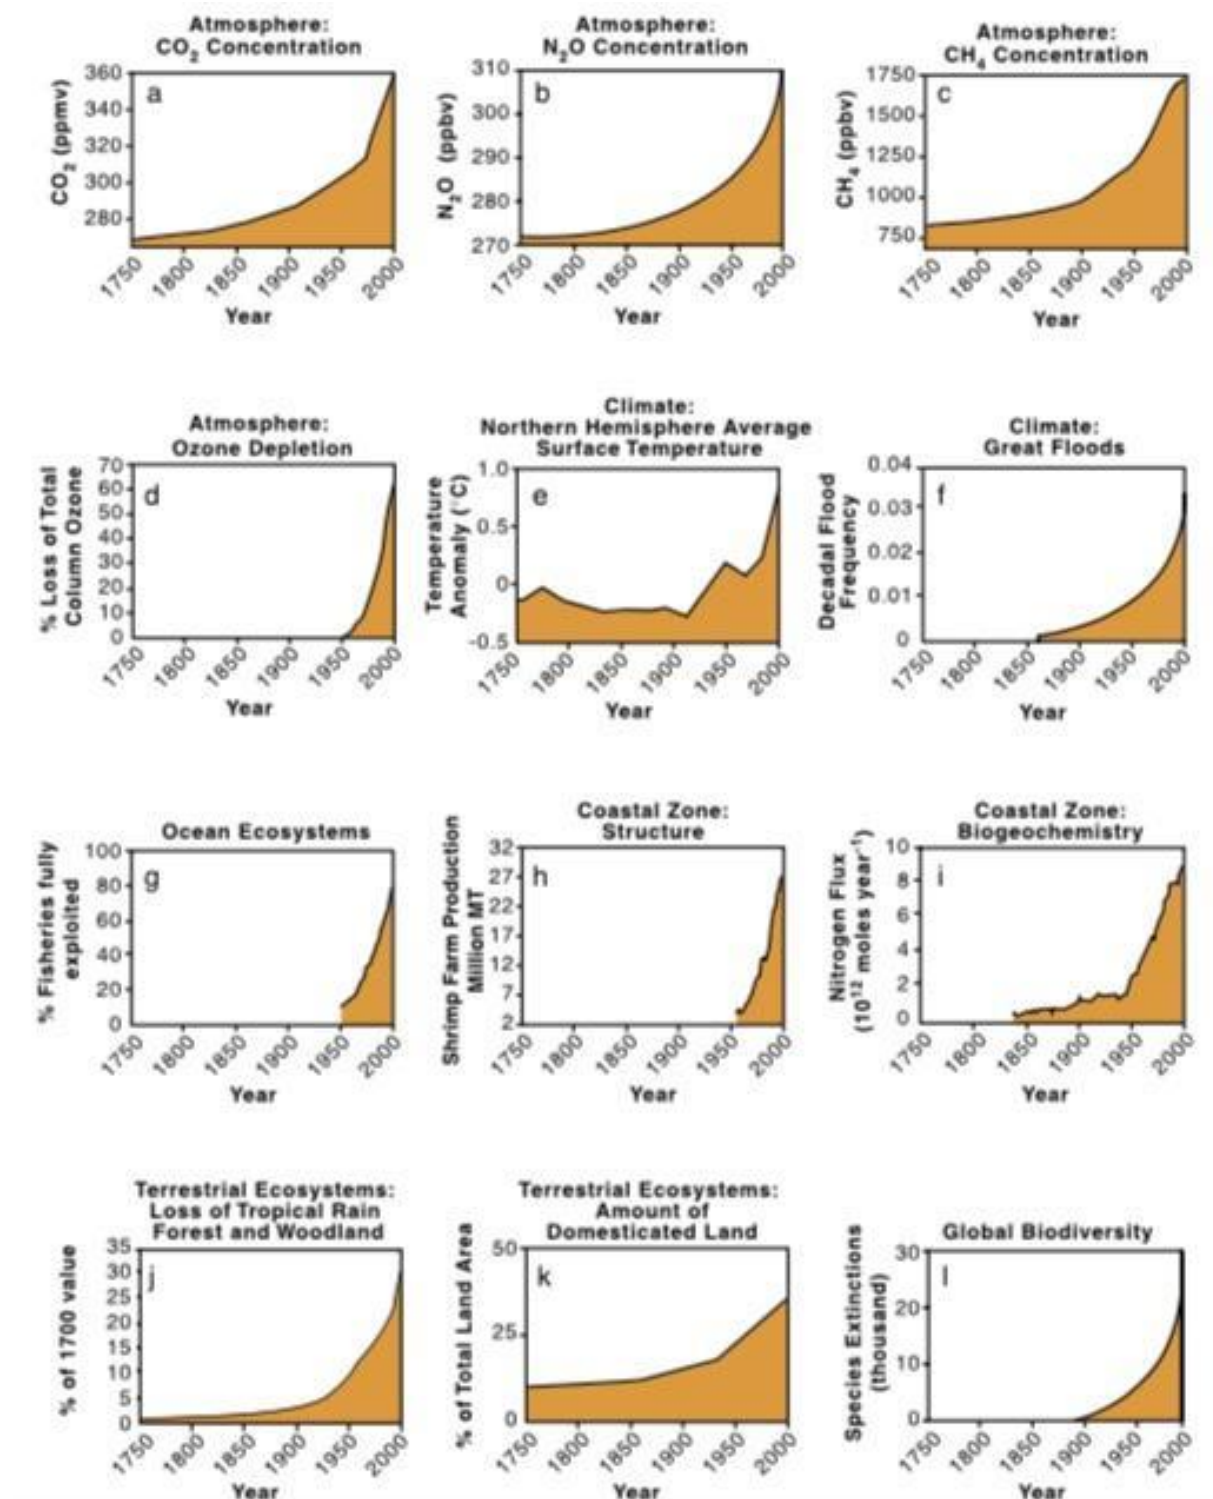 Atmosphere:
CO₂ Concentration
CO₂ (ppmv)
360
340
320
300
280
a
1750 1800 1850 1900 1950 2000
Year
Atmosphere:
N₂O Concentration
N₂O (ppbv)
310
300
290
280
270
b
1750 1800 1850 1900 1950 2000
Year
Atmosphere:
CH₄ Concentration
CH₄ (ppbv)
1750
1500
1250
1000
750
c
1750 1800 1850 1900 1950 2000
Year
Atmosphere:
Ozone Depletion
% Loss of Total
Column Ozone
70
60
50
40
30
20
10
0
d
1750 1800 1850 1900 1950 2000
Year
Climate:
Northern Hemisphere Average
Surface Temperature
Temperature
Anomaly (°C)
1.0
0.5
0
-0.5
e
1750 1800 1850 1900 1950 2000
Year
Climate:
Great Floods
Decadal Flood
Frequency
0.04
0.03
0.02
0.01
0
f
1750 1800 1850 1900 1950 2000
Year
Ocean Ecosystems
% Fisheries fully
exploited
100
80
60
40
20
0
g
1750 1800 1850 1900 1950 2000
Year
Coastal Zone:
Structure
Shrimp Farm Production
Million MT
32
27
22
17
12
7
2
h
1750 1800 1850 1900 1950 2000
Year
Coastal Zone:
Biogeochemistry
Nitrogen Flux
(10¹² moles year⁻¹)
10
8
6
4
2
0
i
1750 1800 1850 1900 1950 2000
Year
Terrestrial Ecosystems:
Loss of Tropical Rain
Forest and Woodland
% of 1700 value
35
30
25
20
15
10
5
0
j
1750 1800 1850 1900 1950 2000
Year
Terrestrial Ecosystems:
Amount of
Domesticated Land
% of Total Land Area
50
25
0
k
1750 1800 1850 1900 1950 2000
Year
Global Biodiversity
Species Extinctions
(thousand)
30
20
10
0
l
1750 1800 1850 1900 1950 2000
Year